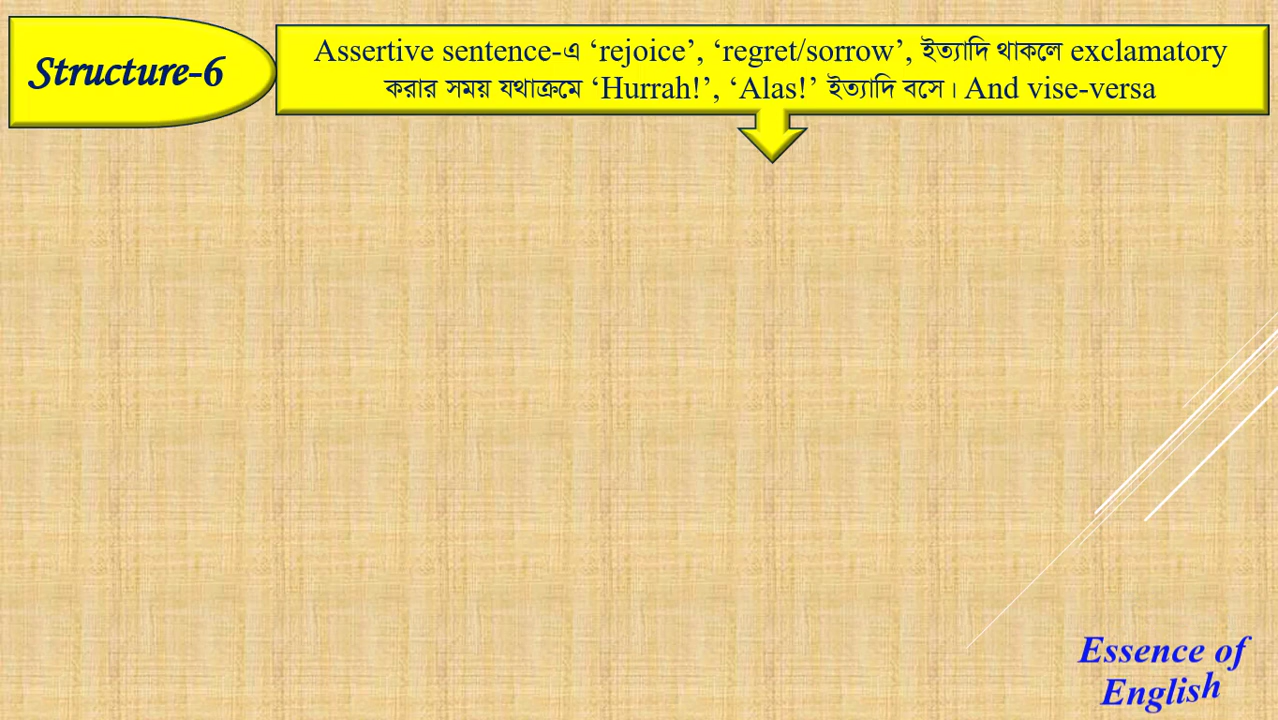 Structure-6
Assertive sentence-এ ‘rejoice’, ‘regret/sorrow’, ইত্যাদি থাকলে exclamatory
করার সময় যথাক্রমে ‘Hurrah!’, ‘Alas!’ ইত্যাদি বসে। And vise-versa
Essence of
English